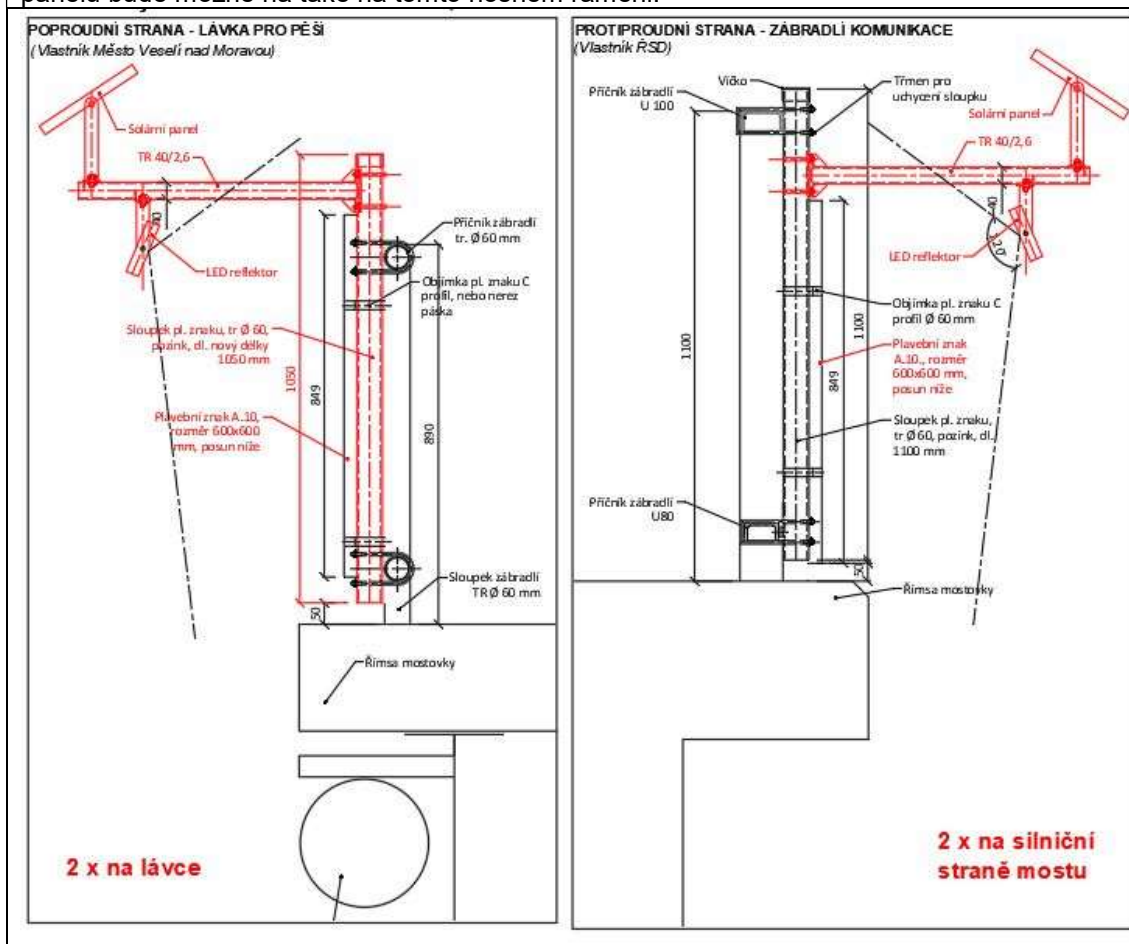 panelů bude možné na také na tomto nosném rameni.
POPROUDNÍ STRANA - LÁVKA PRO PĚŠÍ
(Vlastník Město Veselí nad Moravou)
Solární panel
TR 40/2,6
40
LED reflektor
Příčník zábradlí
tr. Ø 60 mm
Objímka pl. znaku C
profil, nebo nerez
páska
Sloupek pl. znaku, tr Ø 60,
pozink, dl. nový délky
1050 mm
1050
849
890
Plavební znak A.10,
rozměr 600x600
mm, posun níže
Sloupek zábradlí
TR Ø 60 mm
50
Římsa mostovky
2 x na lávce
PROTIPROUDNÍ STRANA - ZÁBRADLÍ KOMUNIKACE
(Vlastník ŘSD)
Víčko
Příčník zábradlí
U 100
Třmen pro
uchycení sloupku
Solární panel
TR 40/2,6
40
120
LED reflektor
Objímka pl. znaku C
profil Ø 60 mm
1100
1100
849
Plavební znak
A.10., rozměr
600x600 mm,
posun níže
Sloupek pl. znaku,
tr Ø 60, pozink, dl.
1100 mm
Příčník zábradlí
U80
50
Římsa mostovky
2 x na silniční
straně mostu